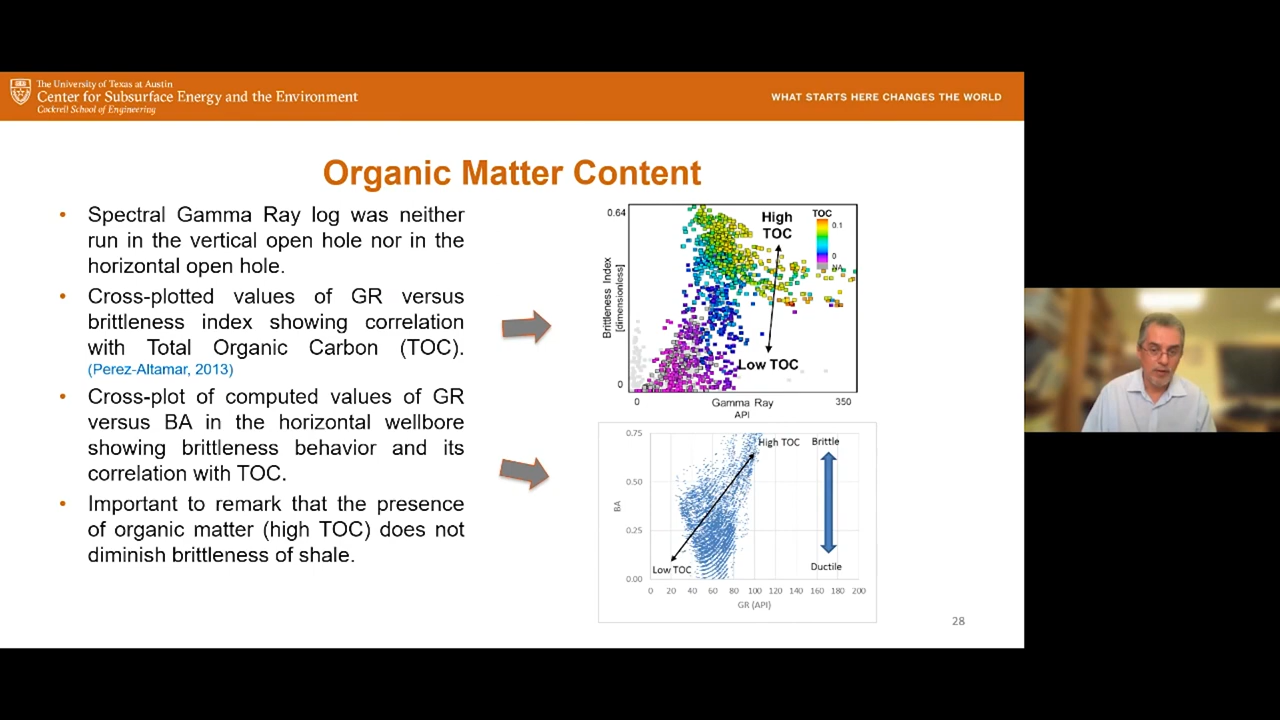 The University of Texas at Austin
Center for Subsurface Energy and the Environment
Cockrell School of Engineering
WHAT STARTS HERE CHANGES THE WORLD
Organic Matter Content
• Spectral Gamma Ray log was neither
run in the vertical open hole nor in the
horizontal open hole.
• Cross-plotted values of GR versus
brittleness index showing correlation
with Total Organic Carbon (TOC).
(Perez-Altamar, 2013)
• Cross-plot of computed values of GR
versus BA in the horizontal wellbore
showing brittleness behavior and its
correlation with TOC.
• Important to remark that the presence
of organic matter (high TOC) does not
diminish brittleness of shale.
0.64
Brittleness Index
[dimensionless]
0
High
TOC
TOC
0.1
0
NA
Low TOC
0
Gamma Ray
350
API
0.75
0.50
0.25
0.00
BA
High TOC
Brittle
Low TOC
Ductile
0 20 40 60 80 100 120 140 160 180 200
GR (API)
28